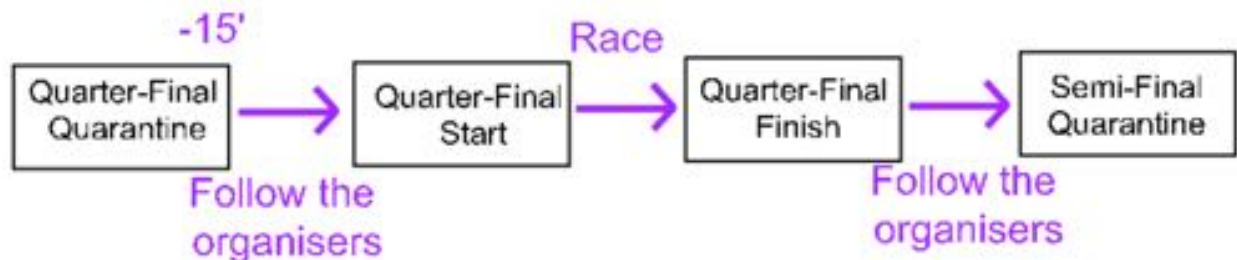 -15'
Race
Quarter-Final
Quarantine
Quarter-Final
Start
Quarter-Final
Finish
Semi-Final
Quarantine
Follow the
organisers
Follow the
organisers